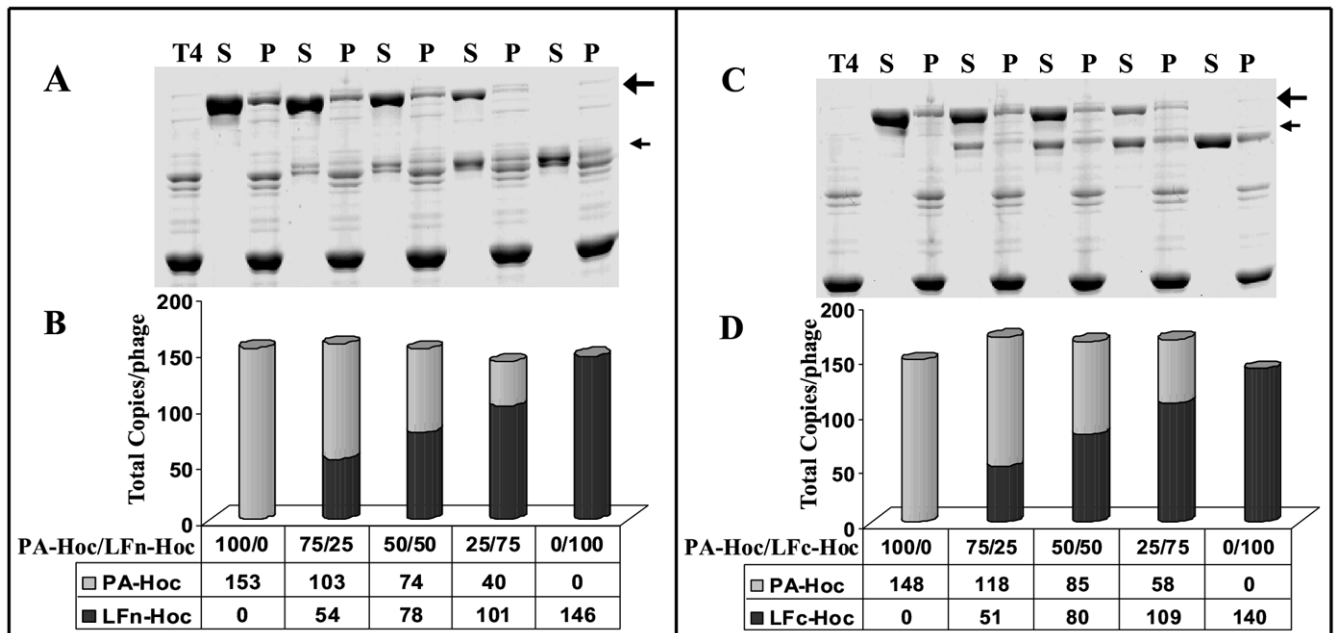 A
T4 S P S P S P S P S P
B
Total Copies/phage
200
150
100
50
0
PA-Hoc/LFn-Hoc 100/0 75/25 50/50 25/75 0/100
PA-Hoc 153 103 74 40 0
LFn-Hoc 0 54 78 101 146
C
T4 S P S P S P S P S P
D
Total Copies/phage
200
150
100
50
0
PA-Hoc/LFc-Hoc 100/0 75/25 50/50 25/75 0/100
PA-Hoc 148 118 85 58 0
LFc-Hoc 0 51 80 109 140